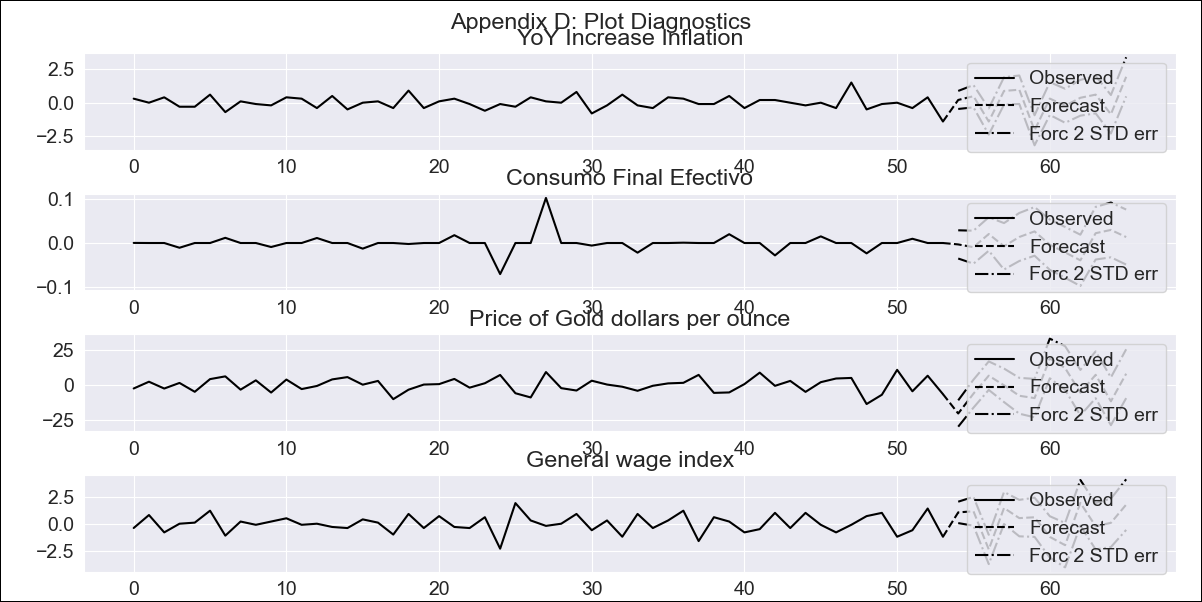 Appendix D: Plot Diagnostics
YoY Increase Inflation
2.5
0.0
−2.5
Observed
Forecast
Forc 2 STD err
0 10 20 30 40 50 60
Consumo Final Efectivo
0.1
0.0
−0.1
Observed
Forecast
Forc 2 STD err
0 10 20 30 40 50 60
Price of Gold dollars per ounce
25
0
−25
Observed
Forecast
Forc 2 STD err
0 10 20 30 40 50 60
General wage index
2.5
0.0
−2.5
Observed
Forecast
Forc 2 STD err
0 10 20 30 40 50 60